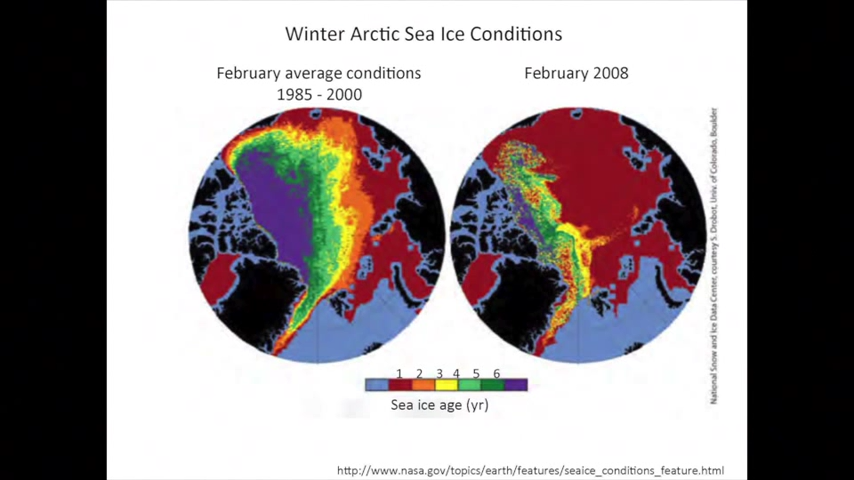 Winter Arctic Sea Ice Conditions
February average conditions
1985 - 2000
February 2008
National Snow and Ice Data Center, courtesy S. Drobot, Univ. of Colorado, Boulder
1 2 3 4 5 6
Sea ice age (yr)
http://www.nasa.gov/topics/earth/features/seaice_conditions_feature.html